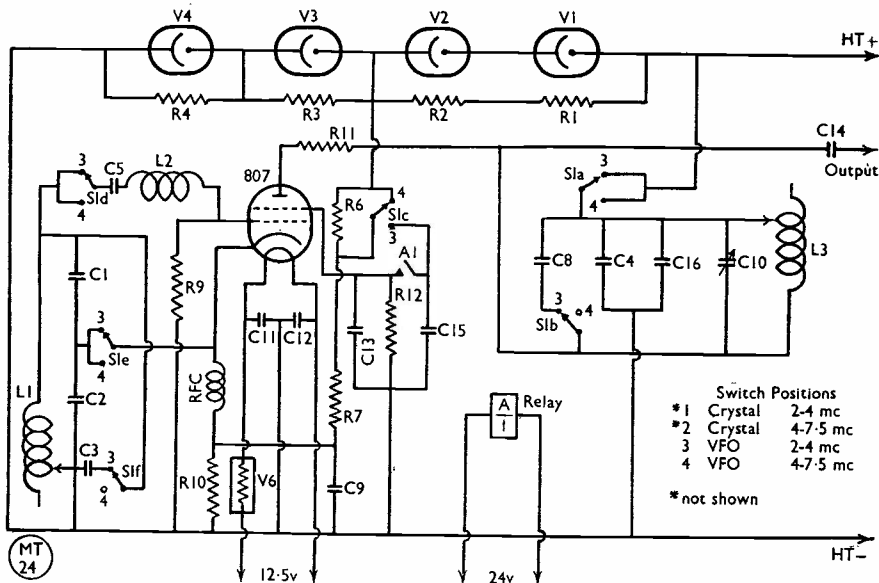 V4 V3 V2 V1
HT+
R4 R3 R2 R1
R11
C14
Output
3
C5 L2
S1d
4
807
4
R6 S1c
3
S1a 3
4
C1
R9
A1
R12
C8 C4 C16 C10 L3
3
S1e
4
C11 C12
C13
C15
3 4
S1b
L1
C2
RFC
R7
A
1
Relay
C3 3
S1f
4
R10
V6
C9
Switch Positions
*1 Crystal 2-4 mc
*2 Crystal 4-7·5 mc
3 VFO 2-4 mc
4 VFO 4-7·5 mc
*not shown
MT
24
12·5v
24v
HT−